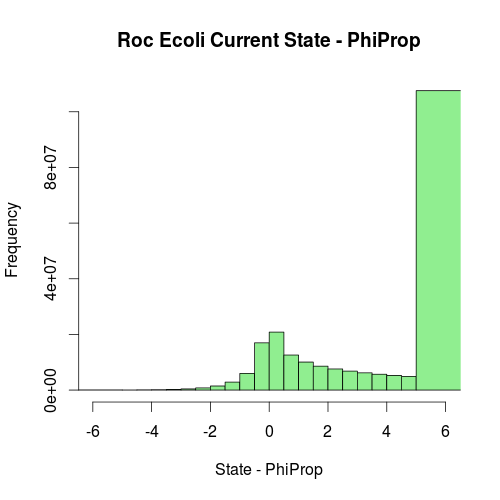 Roc Ecoli Current State - PhiProp
Frequency
8e+07
4e+07
0e+00
-6 -4 -2 0 2 4 6
State - PhiProp